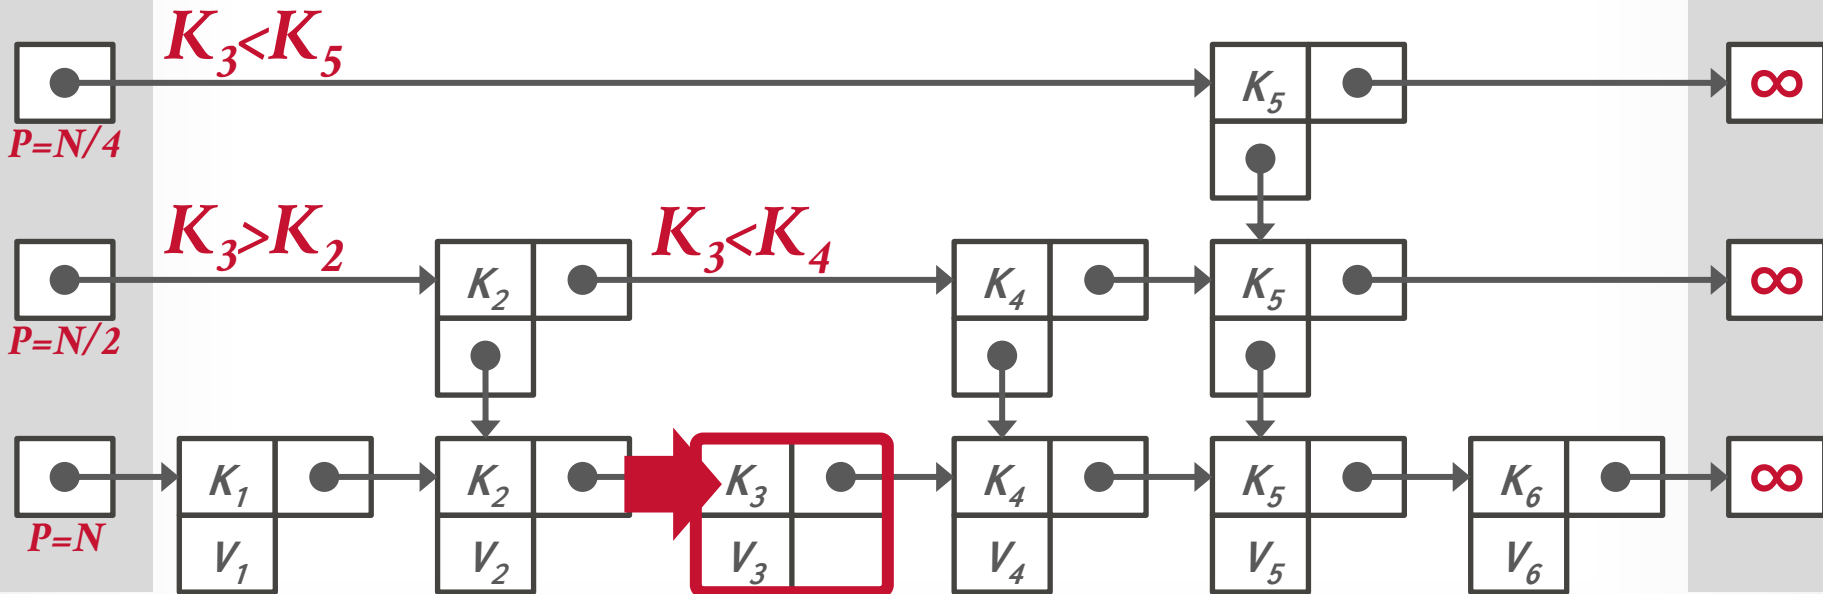 K₃<K₅
K₅ ∞
P=N/4
K₃>K₂ K₃<K₄
K₂ K₄ K₅ ∞
P=N/2
K₁ K₂ K₃ K₄ K₅ K₆ ∞
P=N
V₁ V₂ V₃ V₄ V₅ V₆